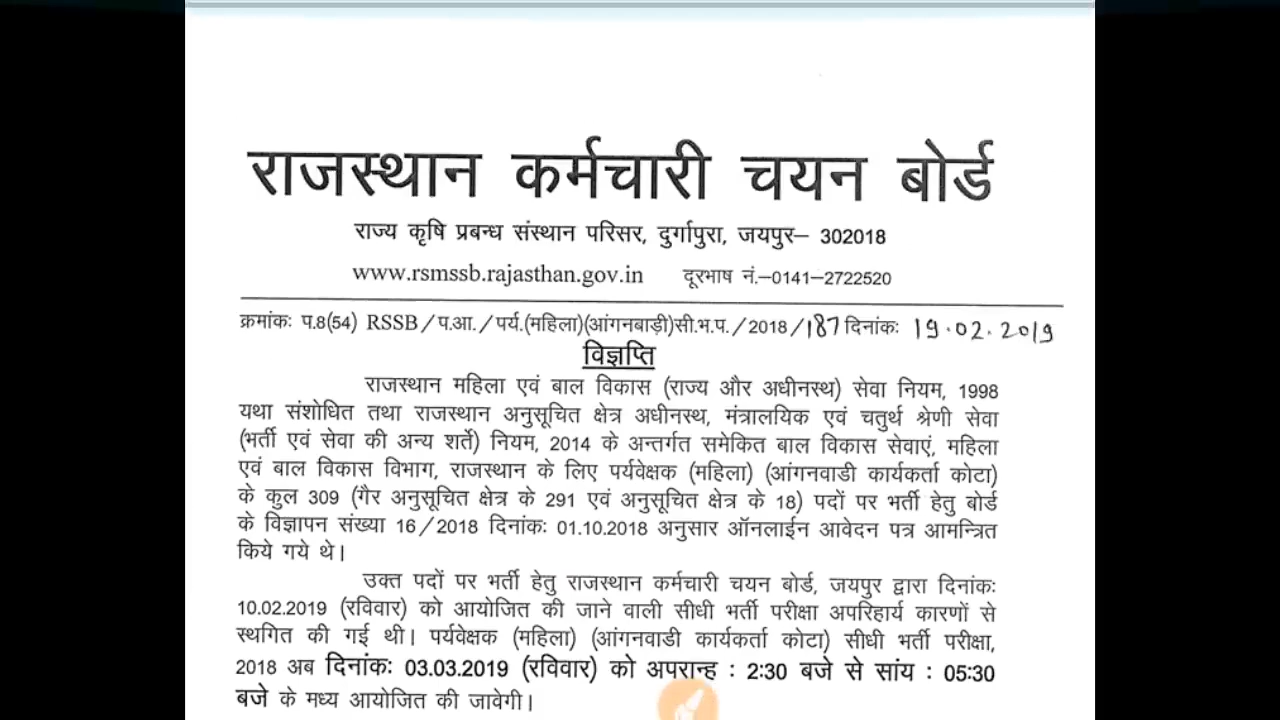 राजस्थान कर्मचारी चयन बोर्ड
राज्य कृषि प्रबन्ध संस्थान परिसर, दुर्गापुरा, जयपुर– 302018
www.rsmssb.rajasthan.gov.in दूरभाष नं.–0141–2722520
क्रमांकः प.8(54) RSSB/प.आ./पर्य.(महिला)(आंगनबाड़ी)सी.भ.प./2018/187 दिनांकः 19.02.2019
विज्ञप्ति
राजस्थान महिला एवं बाल विकास (राज्य और अधीनस्थ) सेवा नियम, 1998
यथा संशोधित तथा राजस्थान अनुसूचित क्षेत्र अधीनस्थ, मंत्रालयिक एवं चतुर्थ श्रेणी सेवा
(भर्ती एवं सेवा की अन्य शर्ते) नियम, 2014 के अन्तर्गत समेकित बाल विकास सेवाएं, महिला
एवं बाल विकास विभाग, राजस्थान के लिए पर्यवेक्षक (महिला) (आंगनवाडी कार्यकर्ता कोटा)
के कुल 309 (गैर अनुसूचित क्षेत्र के 291 एवं अनुसूचित क्षेत्र के 18) पदों पर भर्ती हेतु बोर्ड
के विज्ञापन संख्या 16/2018 दिनांकः 01.10.2018 अनुसार ऑनलाईन आवेदन पत्र आमन्त्रित
किये गये थे।
उक्त पदों पर भर्ती हेतु राजस्थान कर्मचारी चयन बोर्ड, जयपुर द्वारा दिनांकः
10.02.2019 (रविवार) को आयोजित की जाने वाली सीधी भर्ती परीक्षा अपरिहार्य कारणों से
स्थगित की गई थी। पर्यवेक्षक (महिला) (आंगनवाडी कार्यकर्ता कोटा) सीधी भर्ती परीक्षा,
2018 अब दिनांकः 03.03.2019 (रविवार) को अपरान्ह : 2:30 बजे से सांय : 05:30
बजे के मध्य आयोजित की जावेगी।